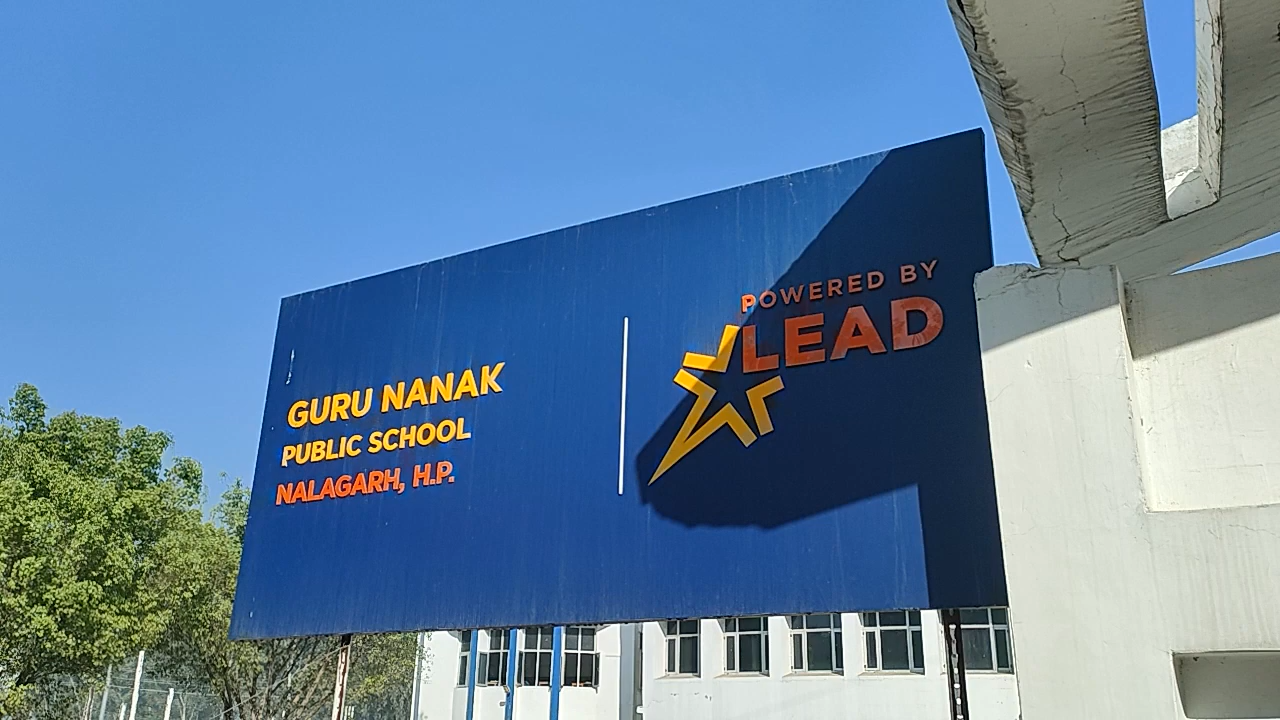 GURU NANAK
PUBLIC SCHOOL
NALAGARH, H.P.
POWERED BY
LEAD